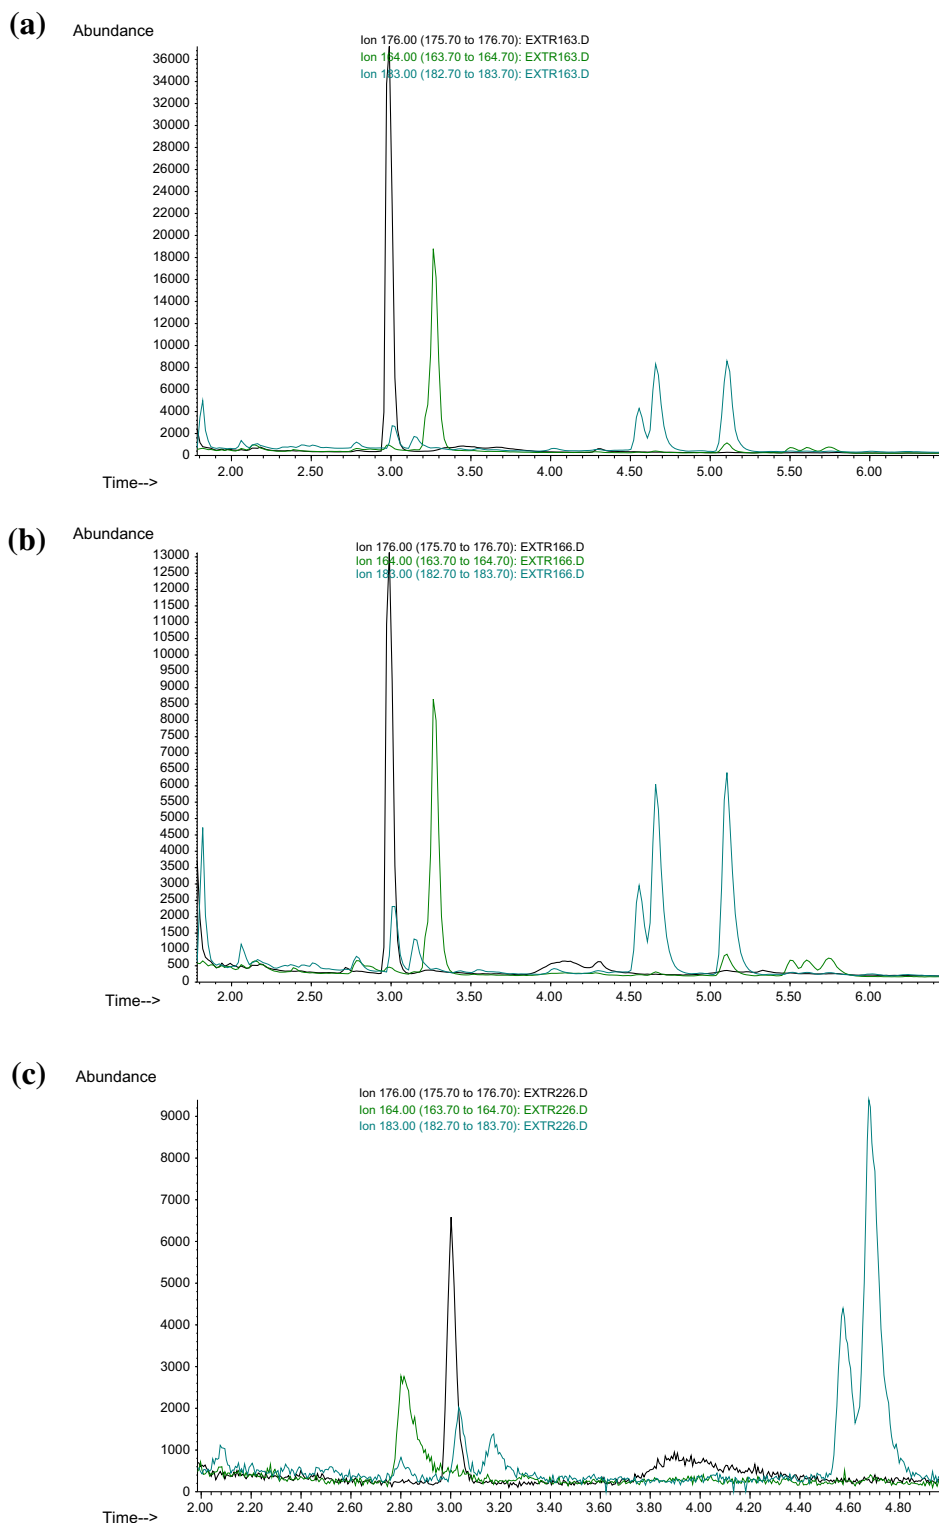 (a)
Abundance
Ion 176.00 (175.70 to 176.70): EXTR163.D
Ion 164.00 (163.70 to 164.70): EXTR163.D
Ion 183.00 (182.70 to 183.70): EXTR163.D
36000
34000
32000
30000
28000
26000
24000
22000
20000
18000
16000
14000
12000
10000
8000
6000
4000
2000
0
2.00 2.50 3.00 3.50 4.00 4.50 5.00 5.50 6.00
Time-->
(b)
Abundance
Ion 176.00 (175.70 to 176.70): EXTR166.D
Ion 164.00 (163.70 to 164.70): EXTR166.D
Ion 183.00 (182.70 to 183.70): EXTR166.D
13000
12500
12000
11500
11000
10500
10000
9500
9000
8500
8000
7500
7000
6500
6000
5500
5000
4500
4000
3500
3000
2500
2000
1500
1000
500
0
2.00 2.50 3.00 3.50 4.00 4.50 5.00 5.50 6.00
Time-->
(c)
Abundance
Ion 176.00 (175.70 to 176.70): EXTR226.D
Ion 164.00 (163.70 to 164.70): EXTR226.D
Ion 183.00 (182.70 to 183.70): EXTR226.D
9000
8000
7000
6000
5000
4000
3000
2000
1000
0
2.00 2.20 2.40 2.60 2.80 3.00 3.20 3.40 3.60 3.80 4.00 4.20 4.40 4.60 4.80
Time-->